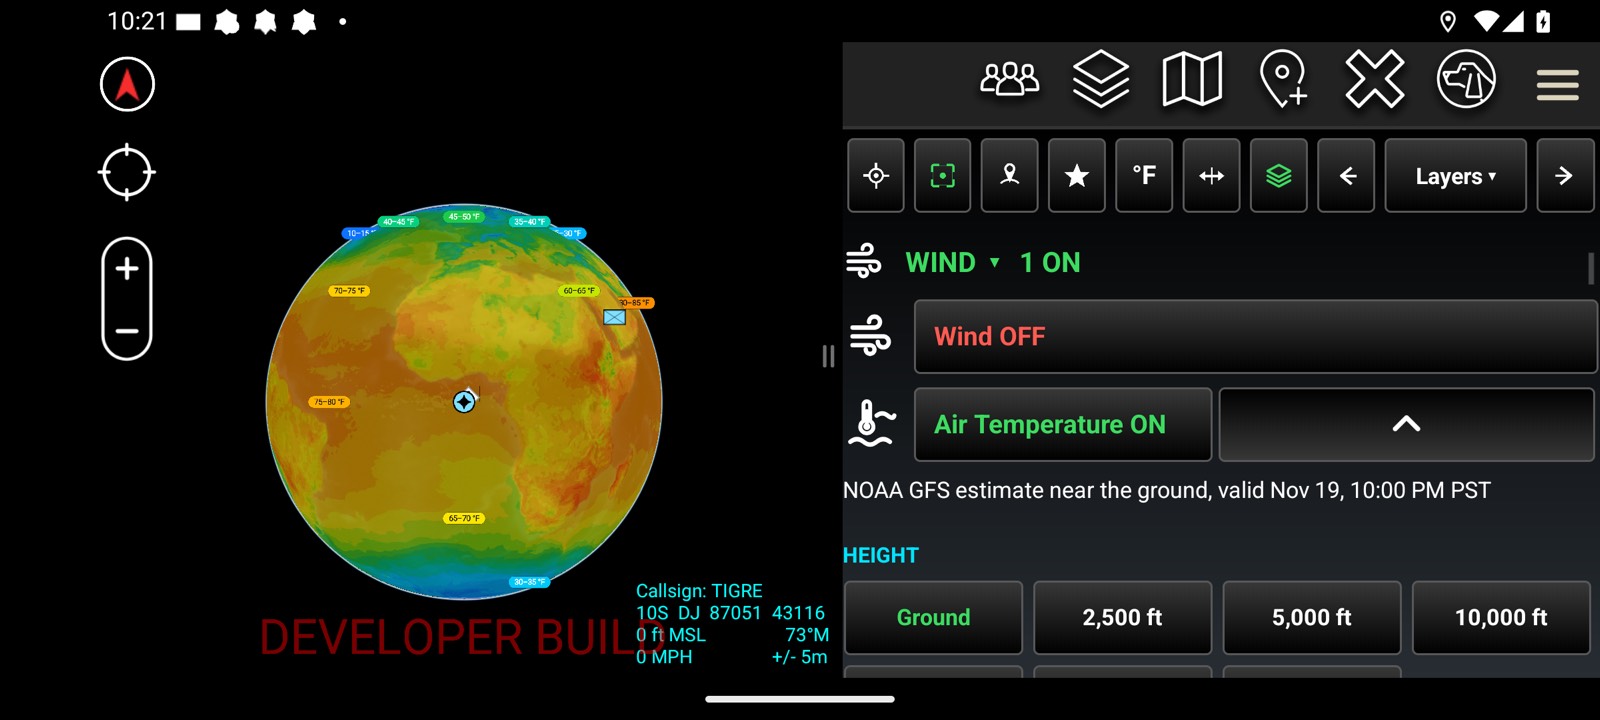 10:21
°F
Layers
WIND 1 ON
Wind OFF
Air Temperature ON
NOAA GFS estimate near the ground, valid Nov 19, 10:00 PM PST
HEIGHT
Ground 2,500 ft 5,000 ft 10,000 ft
45–50 °F
40–45 °F 35–40 °F
10–15
–30 °F
70–75 °F 60–65 °F
80–85 °F
75–80 °F
65–70 °F
30–35 °F
Callsign: TIGRE
10S DJ 87051 43116
0 ft MSL 73°M
0 MPH +/- 5m
DEVELOPER BUILD